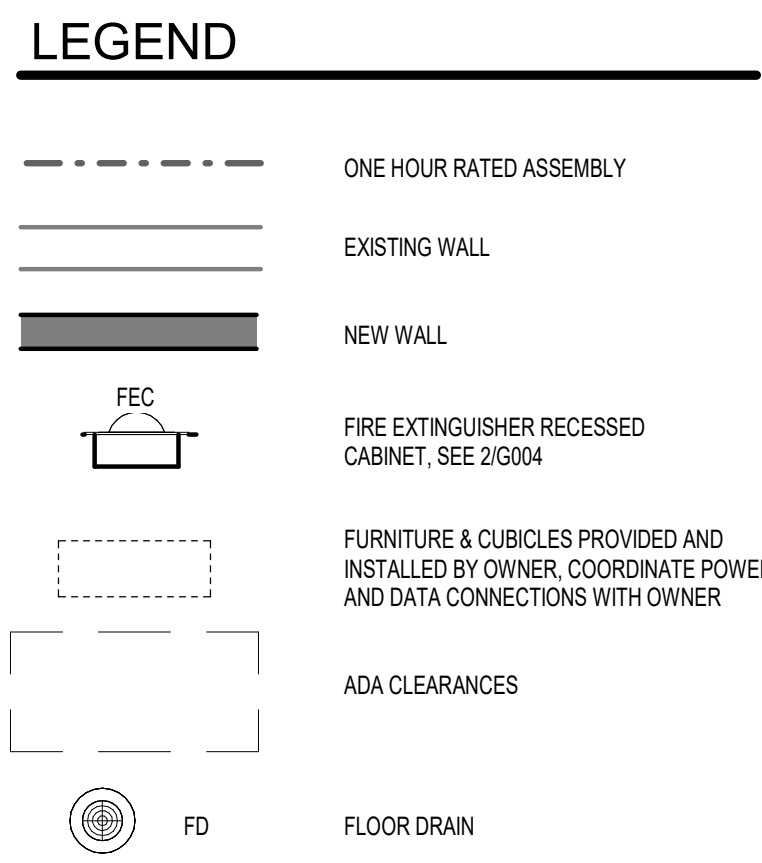 LEGEND
ONE HOUR RATED ASSEMBLY
EXISTING WALL
NEW WALL
FEC
FIRE EXTINGUISHER RECESSED
CABINET, SEE 2/G004
FURNITURE & CUBICLES PROVIDED AND
INSTALLED BY OWNER, COORDINATE
AND DATA CONNECTIONS WITH OWNER
ADA CLEARANCES
FD FLOOR DRAIN